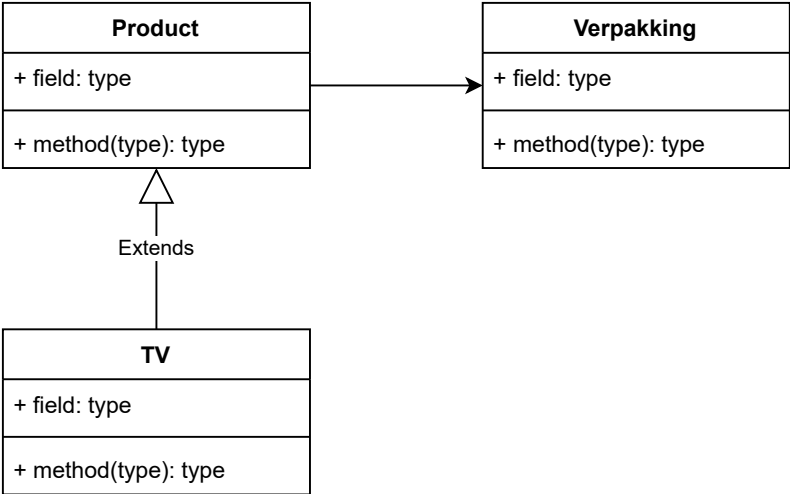 Product
+ field: type
+ method(type): type
Verpakking
+ field: type
+ method(type): type
Extends
TV
+ field: type
+ method(type): type